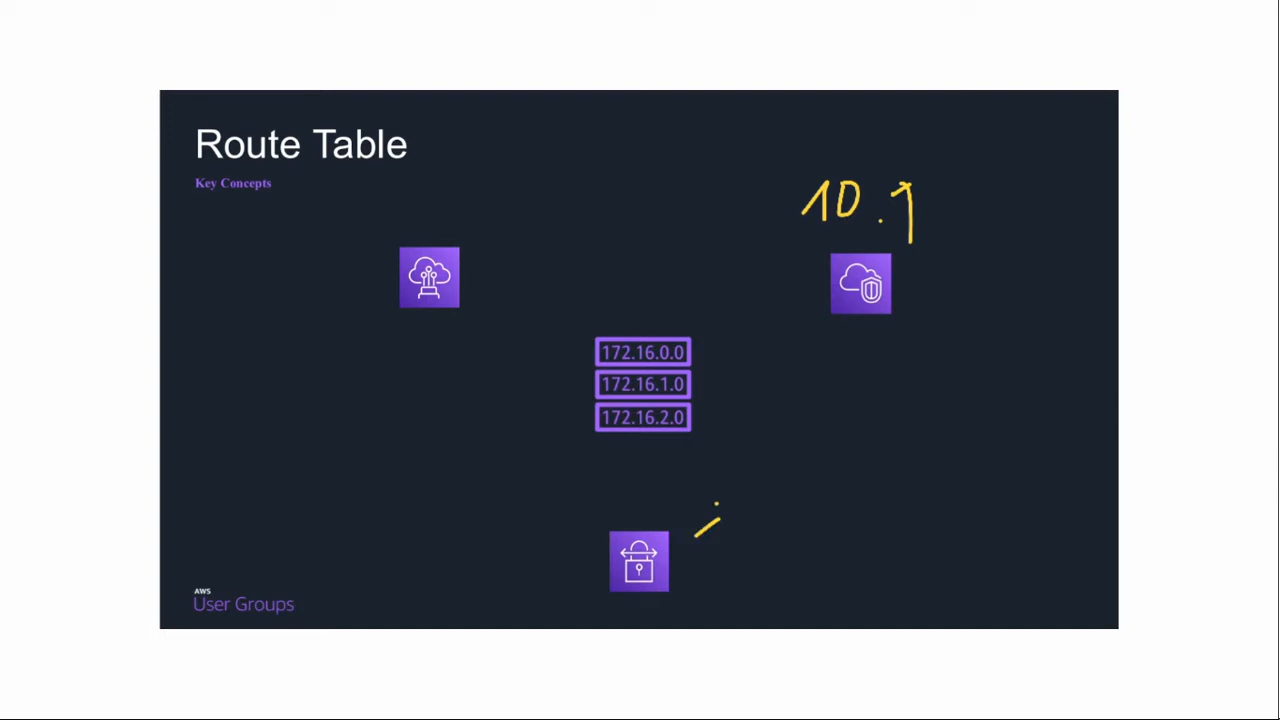 Route Table
Key Concepts
10.1
172.16.0.0
172.16.1.0
172.16.2.0
AWS
User Groups